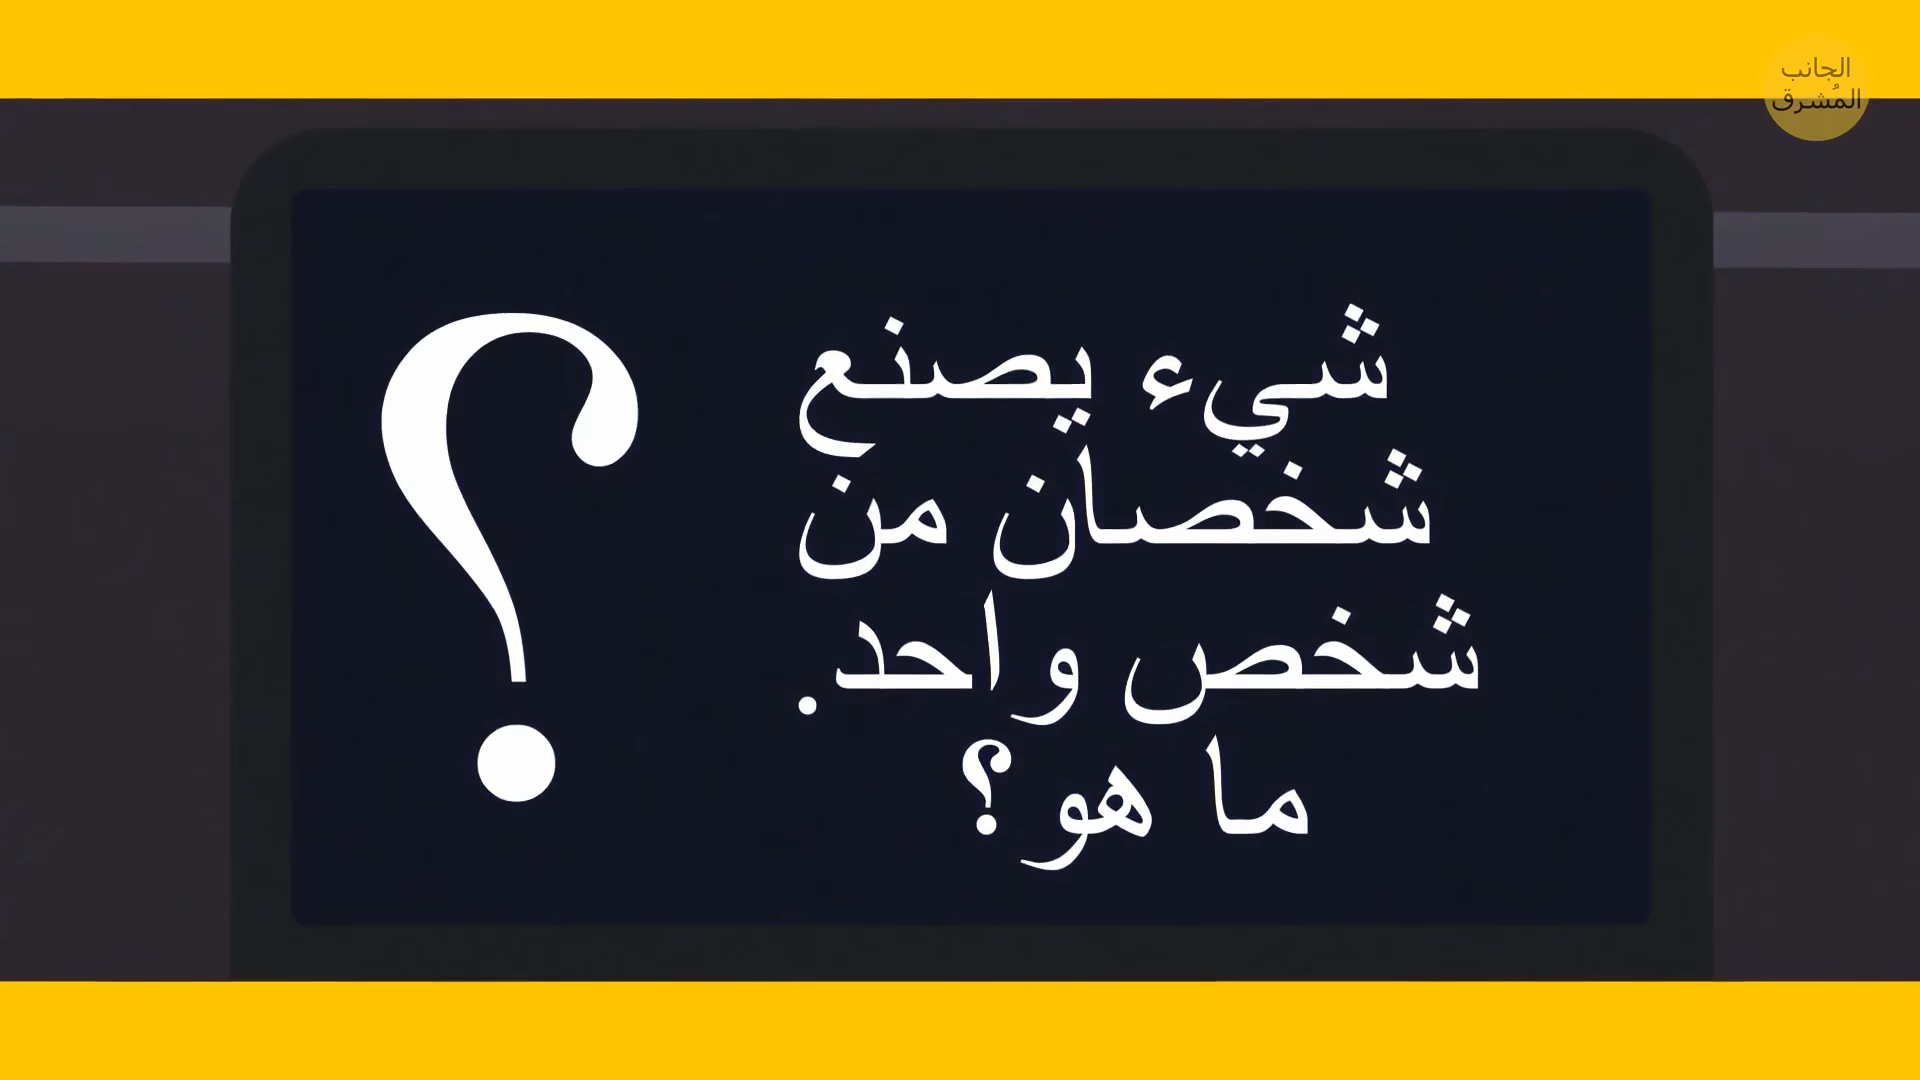 الجانب
المُشرق
شيء يصنع
شخصان من
شخص واحد.
ما هو؟
؟